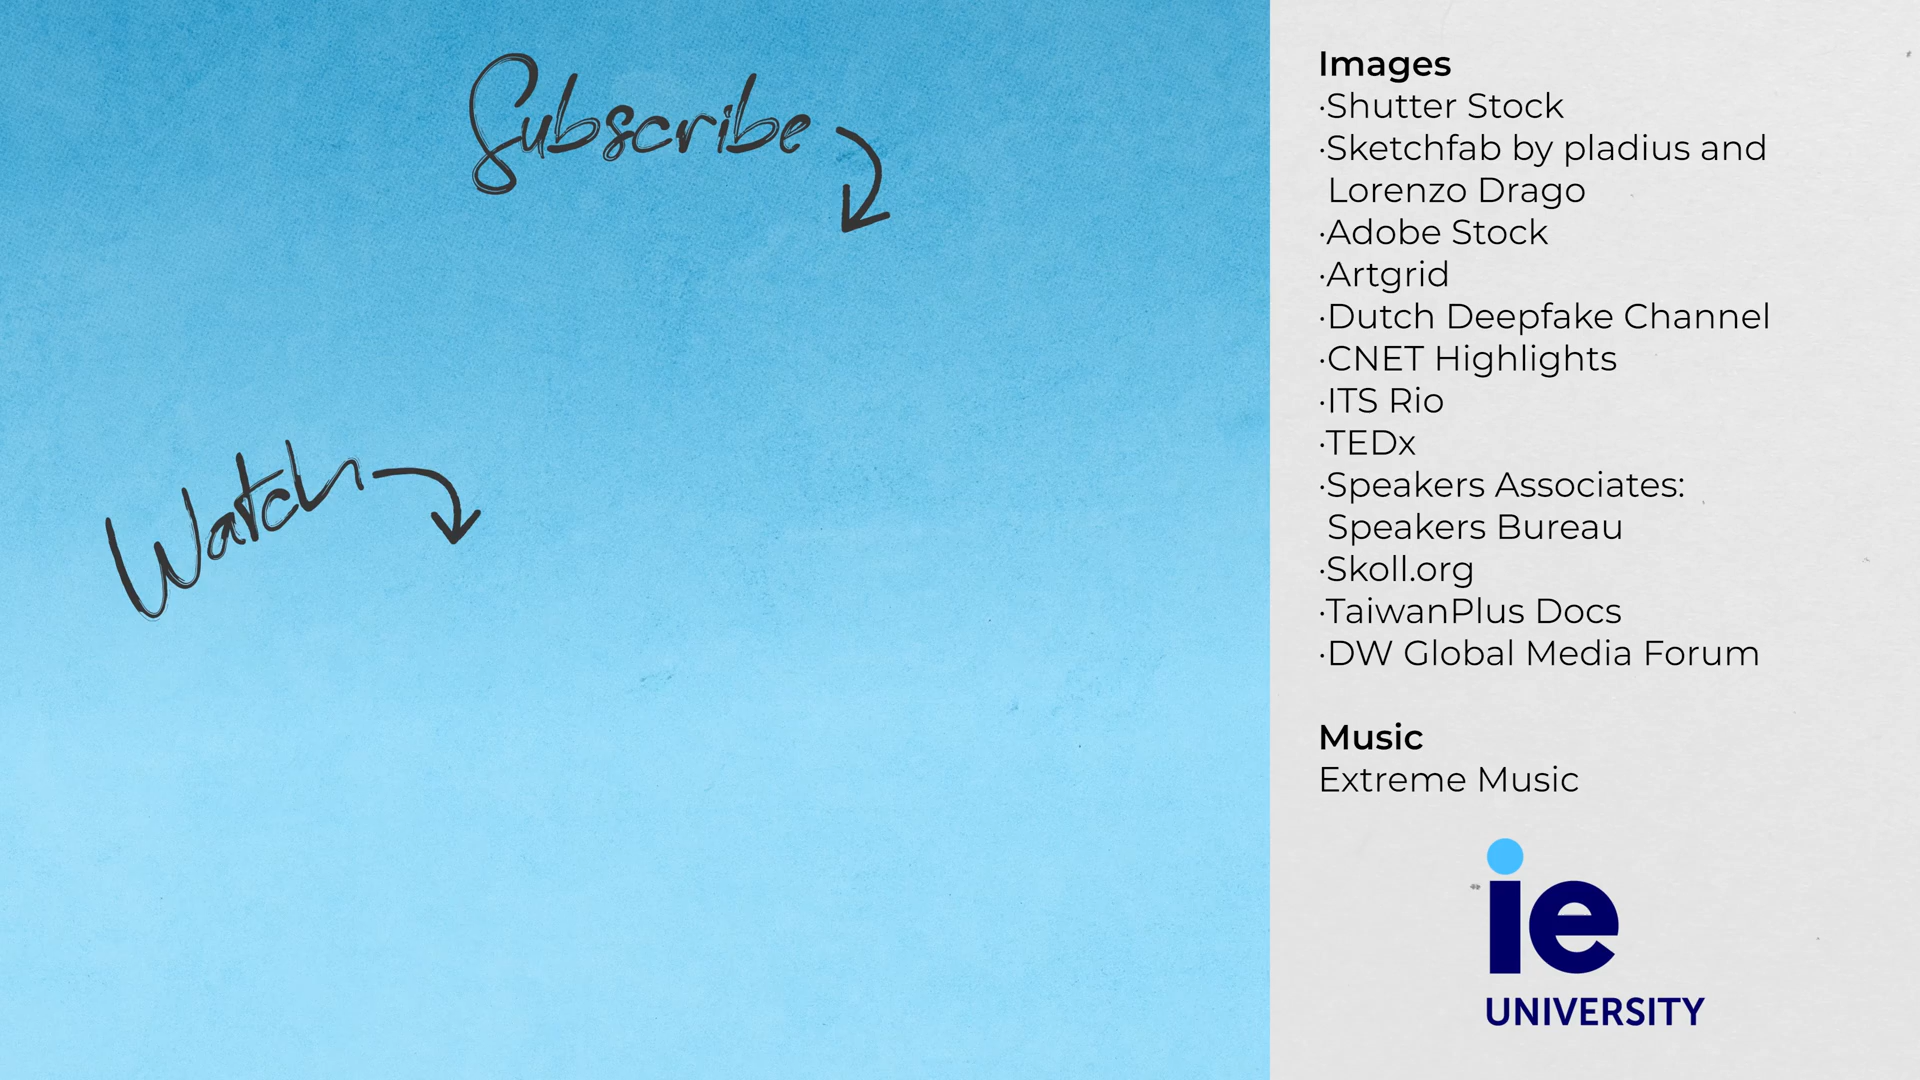 Subscribe
Watch
Images
·Shutter Stock
·Sketchfab by pladius and
Lorenzo Drago
·Adobe Stock
·Artgrid
·Dutch Deepfake Channel
·CNET Highlights
·ITS Rio
·TEDx
·Speakers Associates:
Speakers Bureau
·Skoll.org
·TaiwanPlus Docs
·DW Global Media Forum
Music
Extreme Music
ie
UNIVERSITY